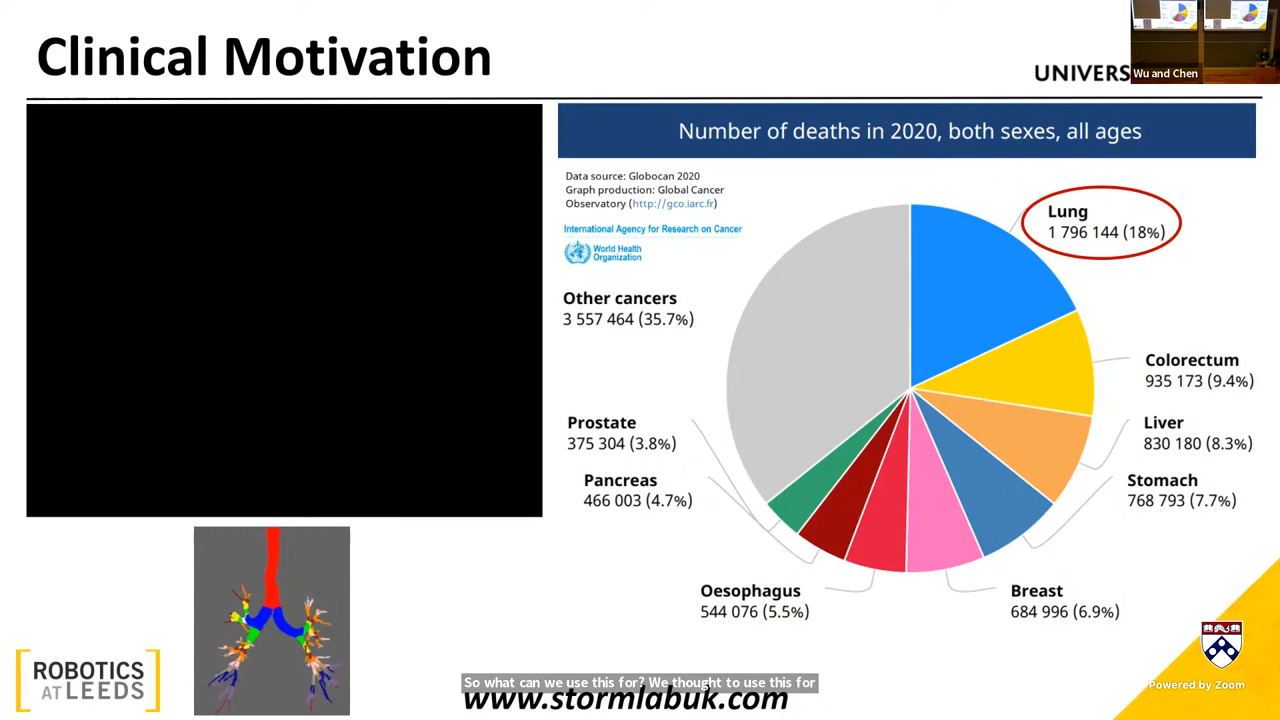 Clinical Motivation
UNIVERS
Wu and Chen
Number of deaths in 2020, both sexes, all ages
Data source: Globocan 2020
Graph production: Global Cancer
Observatory (http://gco.iarc.fr)
International Agency for Research on Cancer
World Health
Organization
Lung
1 796 144 (18%)
Other cancers
3 557 464 (35.7%)
Colorectum
935 173 (9.4%)
Prostate
375 304 (3.8%)
Liver
830 180 (8.3%)
Pancreas
466 003 (4.7%)
Stomach
768 793 (7.7%)
Oesophagus
544 076 (5.5%)
Breast
684 996 (6.9%)
ROBOTICS
AT LEEDS
So what can we use this for? We thought to use this for
www.stormlabuk.com
Powered by Zoom